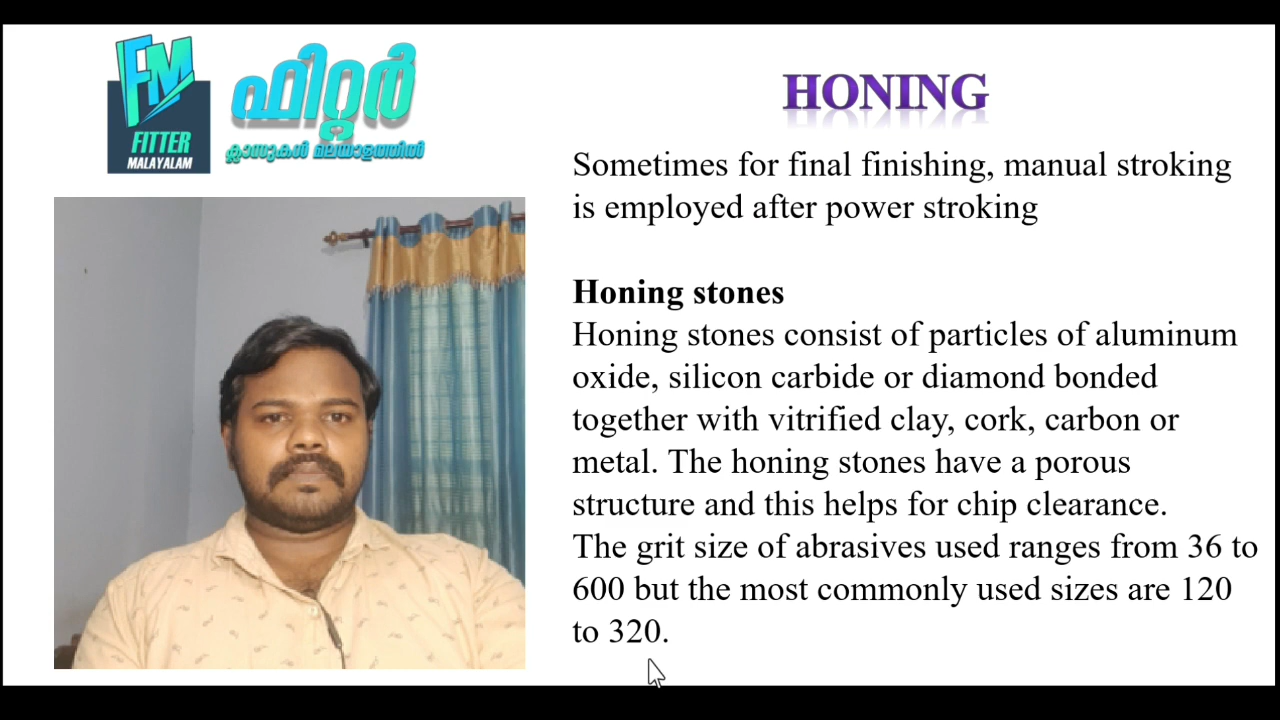 FM
FITTER
MALAYALAM
ഫിറ്റർ
ക്ലാസുകൾ മലയാളത്തിൽ
HONING
Sometimes for final finishing, manual stroking
is employed after power stroking
Honing stones
Honing stones consist of particles of aluminum
oxide, silicon carbide or diamond bonded
together with vitrified clay, cork, carbon or
metal. The honing stones have a porous
structure and this helps for chip clearance.
The grit size of abrasives used ranges from 36 to
600 but the most commonly used sizes are 120
to 320.